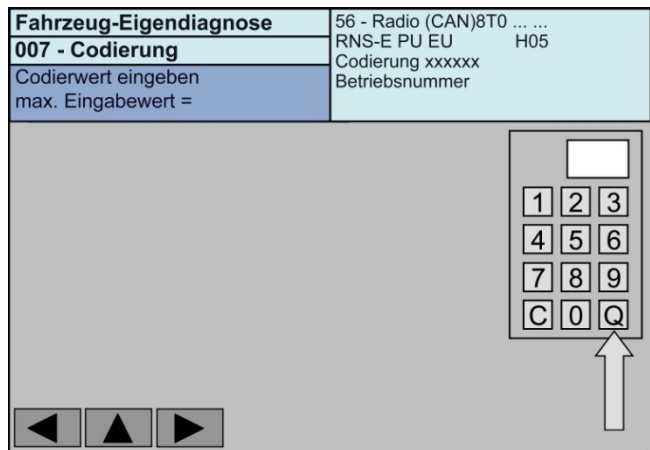 Fahrzeug-Eigendiagnose
007 - Codierung
Codierwert eingeben
max. Eingabewert =
56 - Radio (CAN)8T0 ... ...
RNS-E PU EU H05
Codierung xxxxxx
Betriebsnummer
1 2 3
4 5 6
7 8 9
C 0 Q